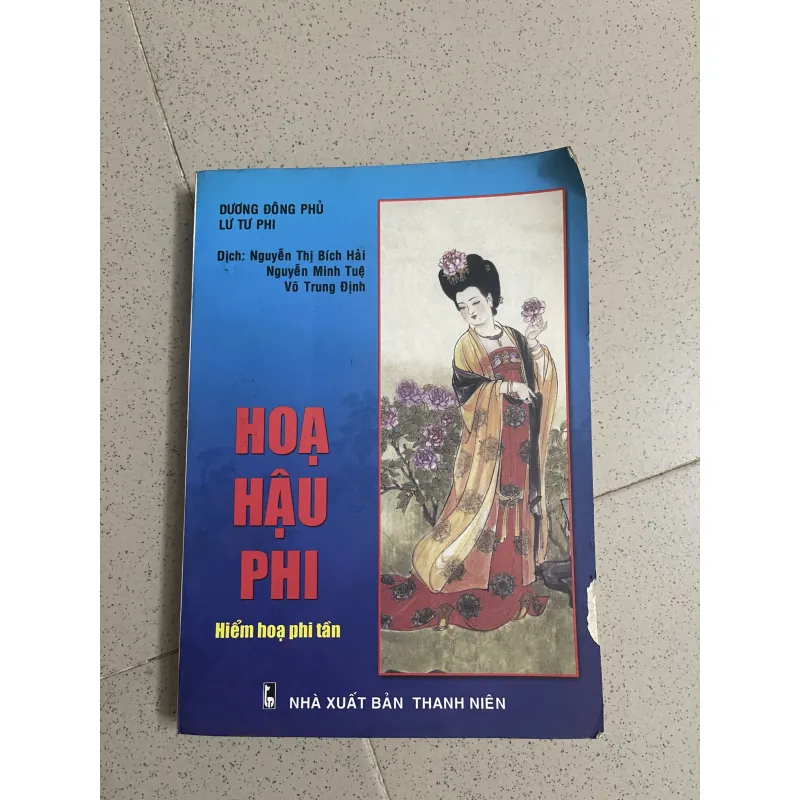 DƯƠNG ĐÔNG PHỦ
LƯ TƯ PHI
Dịch: Nguyễn Thị Bích Hải
Nguyễn Minh Tuệ
Võ Trung Định
HOẠ
HẬU
PHI
Hiểm hoạ phi tần
NHÀ XUẤT BẢN THANH NIÊN